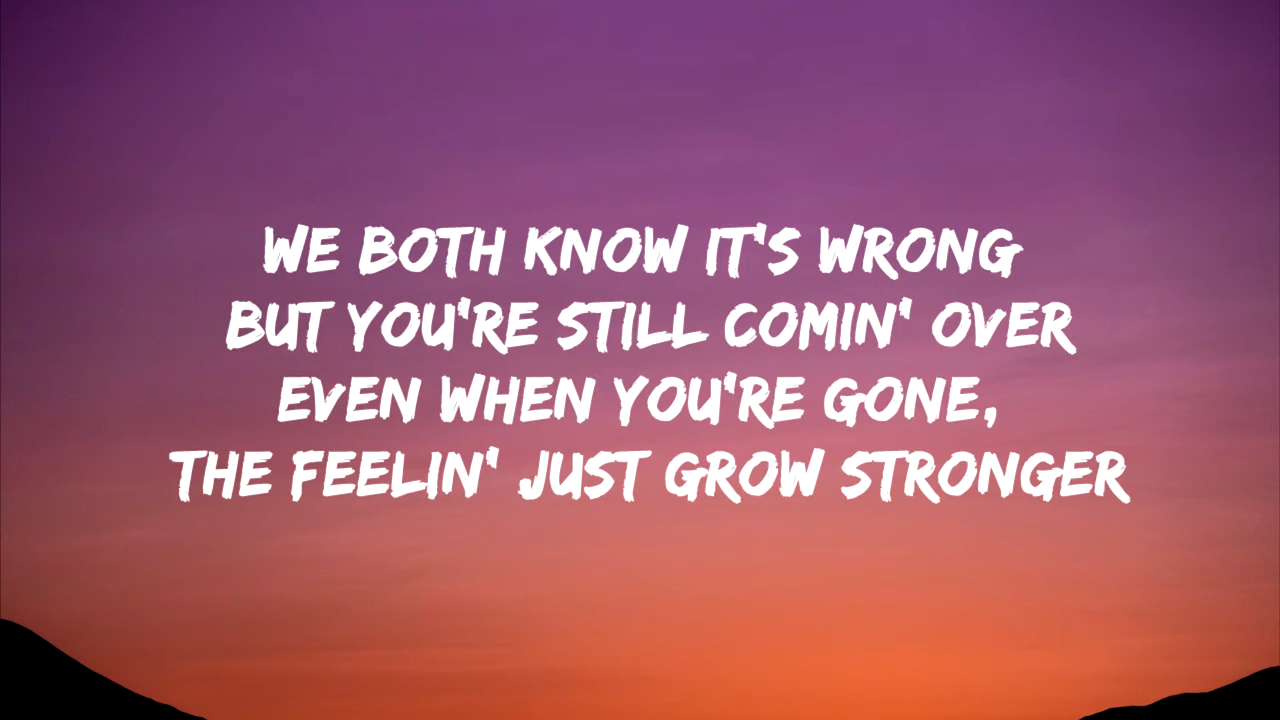 WE BOTH KNOW IT'S WRONG
BUT YOU'RE STILL COMIN' OVER
EVEN WHEN YOU'RE GONE,
THE FEELIN' JUST GROW STRONGER